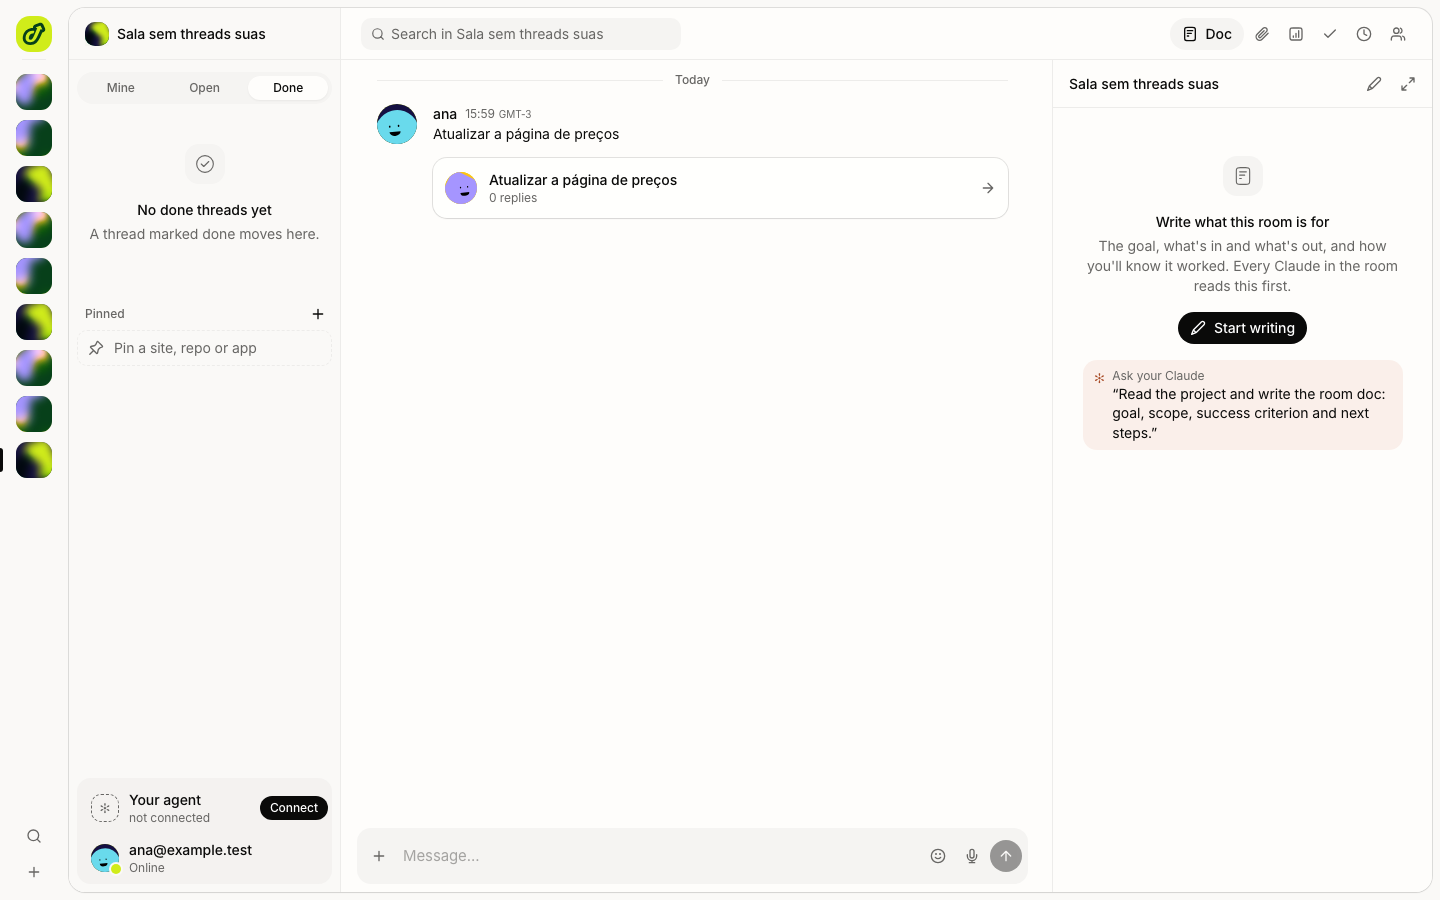 Sala sem threads suas
Search in Sala sem threads suas
Doc
Mine
Open
Done
No done threads yet
A thread marked done moves here.
Pinned
Pin a site, repo or app
Your agent
not connected
Connect
ana@example.test
Online
Today
ana 15:59 GMT-3
Atualizar a página de preços
Atualizar a página de preços
0 replies
Message...
Sala sem threads suas
Write what this room is for
The goal, what's in and what's out, and how
you'll know it worked. Every Claude in the room
reads this first.
Start writing
Ask your Claude
“Read the project and write the room doc:
goal, scope, success criterion and next
steps.”